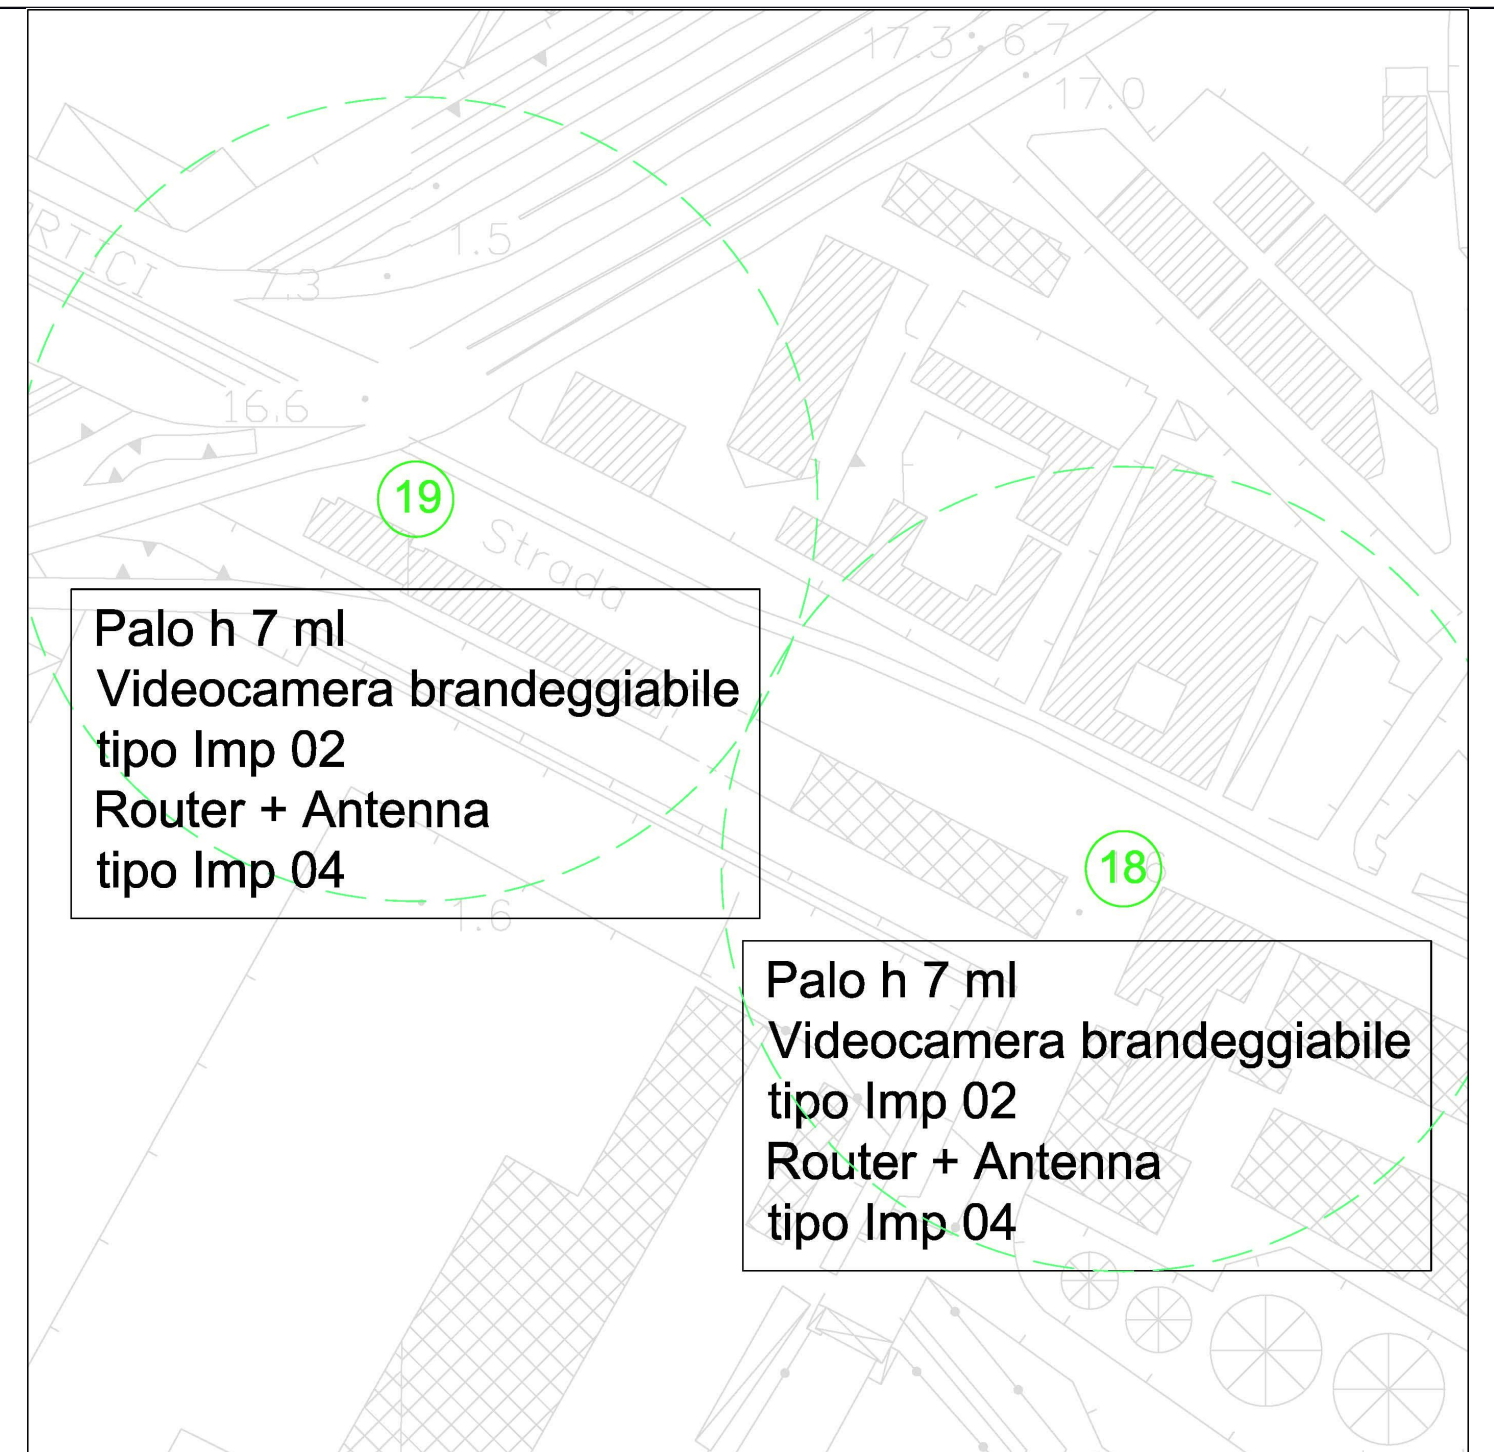 17.3
6.7
17.0
1.5
RTICI
7.3
16.6
19
Strada
Palo h 7 ml
Videocamera brandeggiabile
tipo Imp 02
Router + Antenna
tipo Imp 04
18
6
1.6
Palo h 7 ml
Videocamera brandeggiabile
tipo Imp 02
Router + Antenna
tipo Imp 04